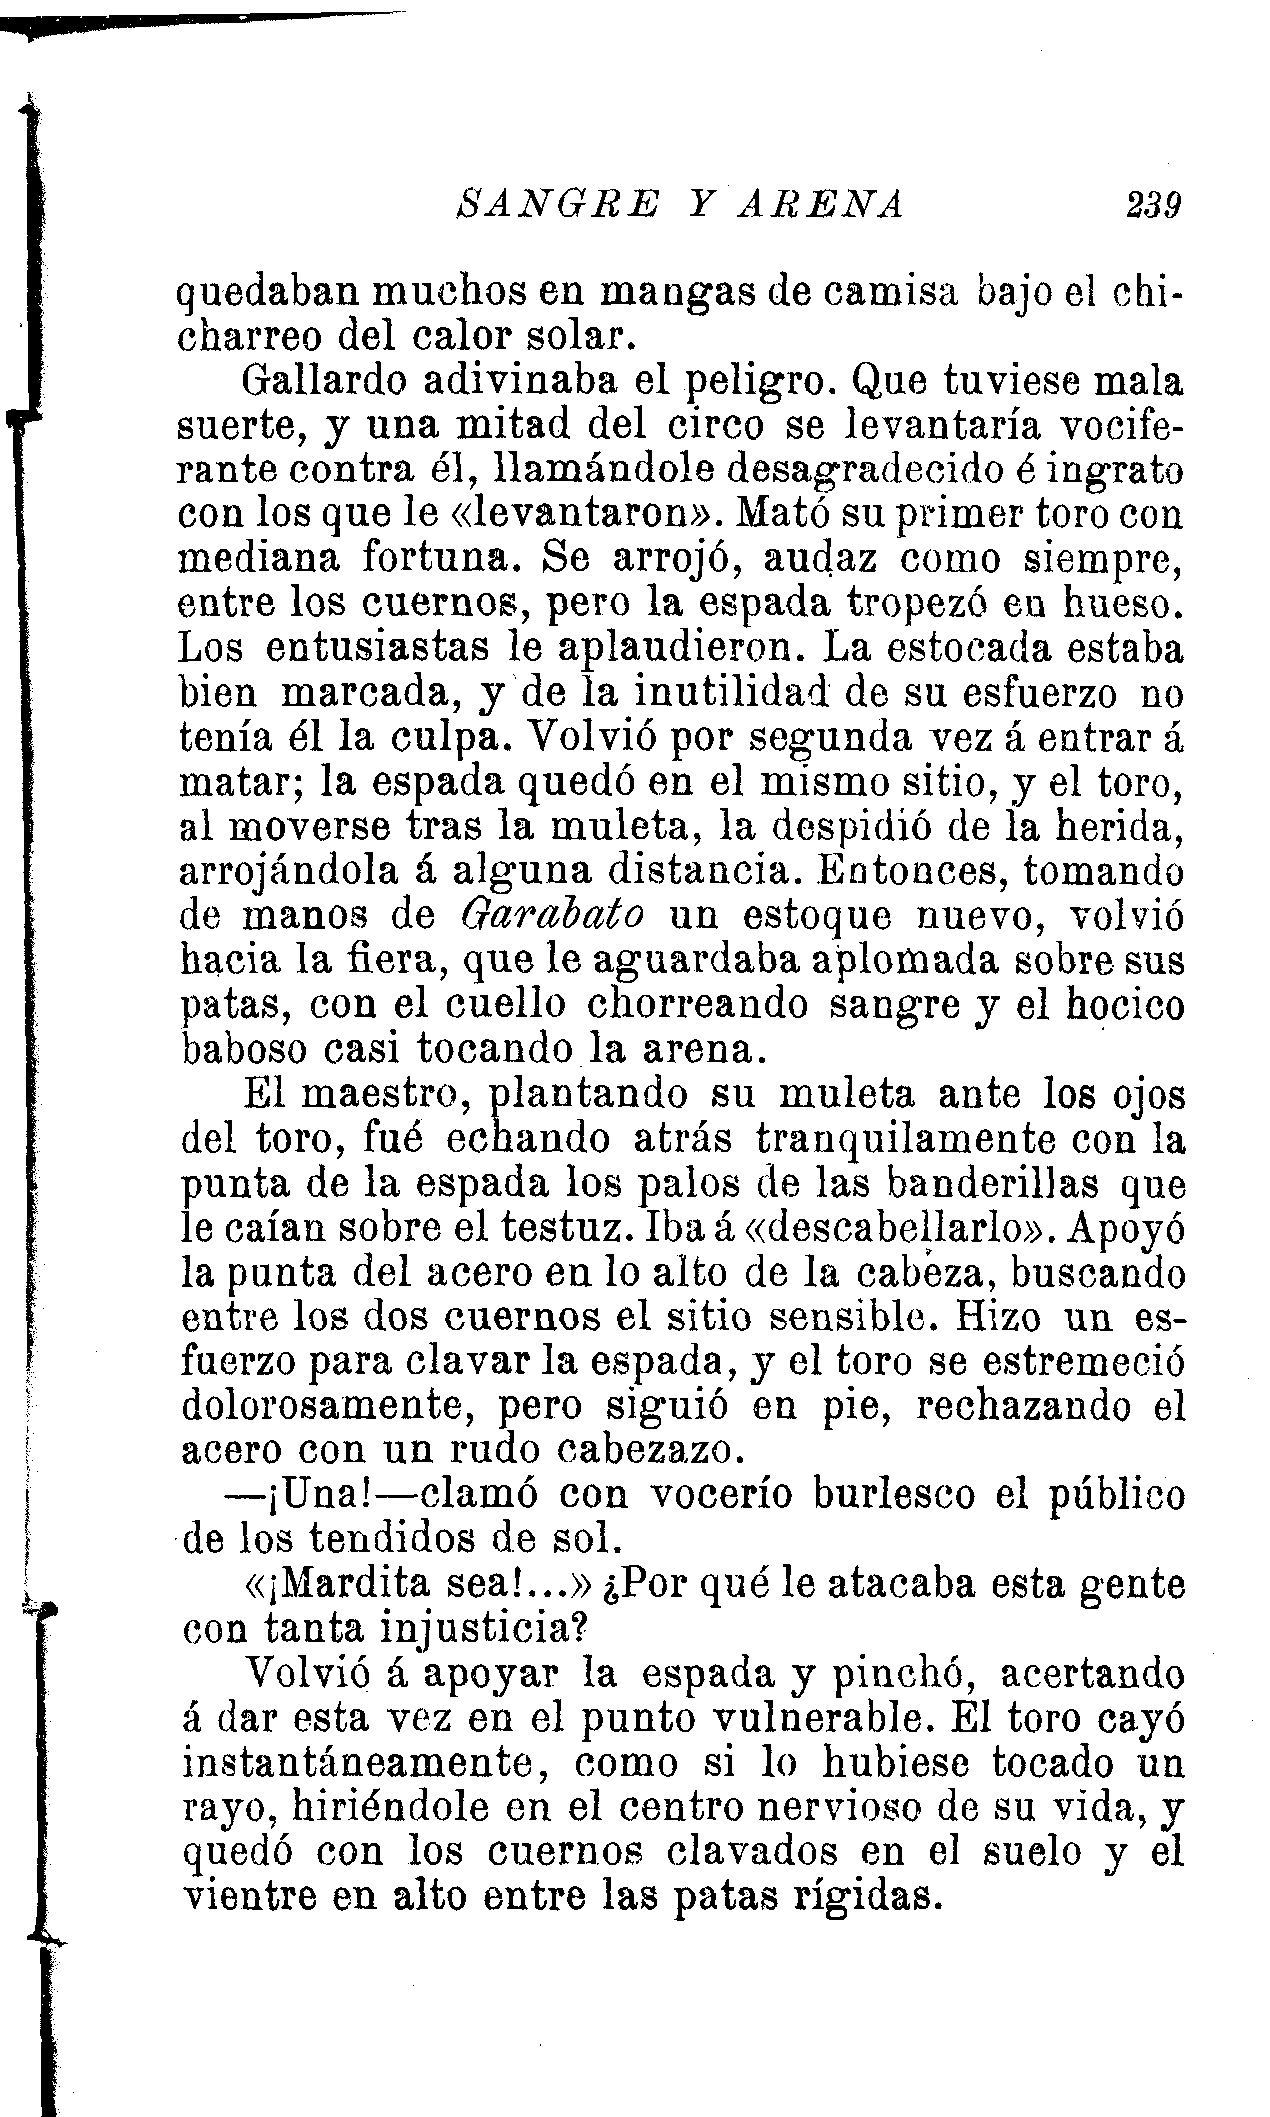 SANGRE Y ARENA 239
quedaban muchos en mangas de camisa bajo el chi-
charreo del calor solar.
Gallardo adivinaba el peligro. Que tuviese mala
suerte, y una mitad del circo se levantaría vocife-
rante contra él, llamándole desagradecido é ingrato
con los que le «levantaron». Mató su primer toro con
mediana fortuna. Se arrojó, audaz como siempre,
entre los cuernos, pero la espada tropezó en hueso.
Los entusiastas le aplaudieron. La estocada estaba
bien marcada, y de la inutilidad de su esfuerzo no
tenía él la culpa. Volvió por segunda vez á entrar á
matar; la espada quedó en el mismo sitio, y el toro,
al moverse tras la muleta, la despidió de la herida,
arrojándola á alguna distancia. Entonces, tomando
de manos de Garabato un estoque nuevo, volvió
hacia la fiera, que le aguardaba aplomada sobre sus
patas, con el cuello chorreando sangre y el hocico
baboso casi tocando la arena.
El maestro, plantando su muleta ante los ojos
del toro, fué echando atrás tranquilamente con la
punta de la espada los palos de las banderillas que
le caían sobre el testuz. Iba á «descabellarlo». Apoyó
la punta del acero en lo alto de la cabeza, buscando
entre los dos cuernos el sitio sensible. Hizo un es-
fuerzo para clavar la espada, y el toro se estremeció
dolorosamente, pero siguió en pie, rechazando el
acero con un rudo cabezazo.
—¡Una!—clamó con vocerío burlesco el público
de los tendidos de sol.
«¡Mardita sea!...» ¿Por qué le atacaba esta gente
con tanta injusticia?
Volvió á apoyar la espada y pinchó, acertando
á dar esta vez en el punto vulnerable. El toro cayó
instantáneamente, como si lo hubiese tocado un
rayo, hiriéndole en el centro nervioso de su vida, y
quedó con los cuernos clavados en el suelo y el
vientre en alto entre las patas rígidas.